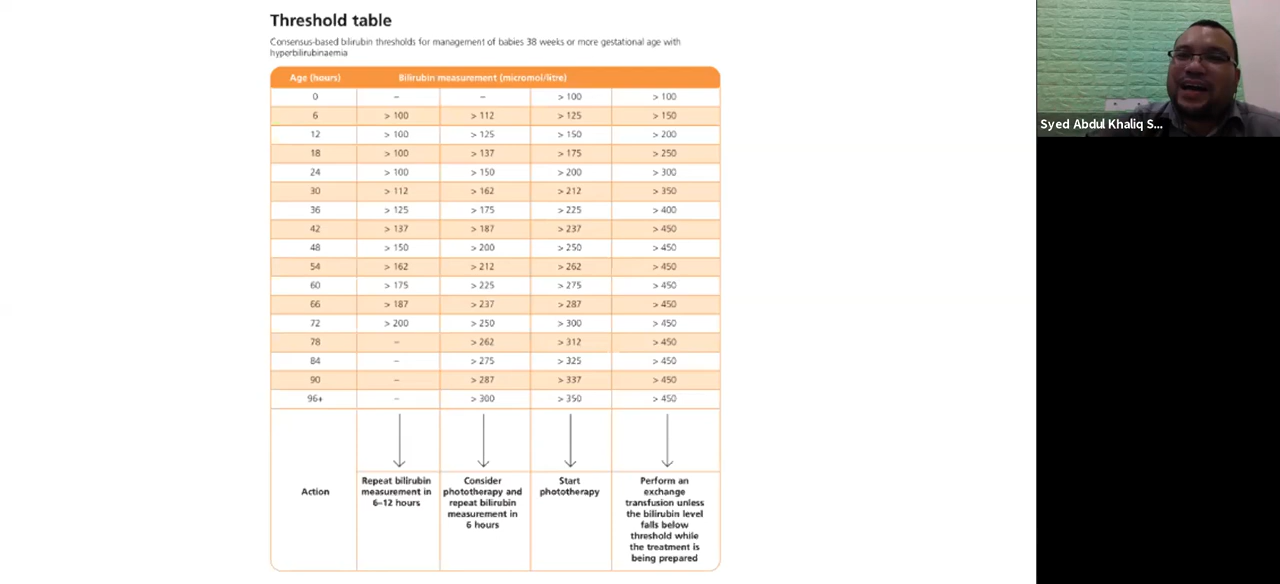 Threshold table
Consensus-based bilirubin thresholds for management of babies 38 weeks or more gestational age with
hyperbilirubinaemia
Age (hours) Bilirubin measurement (micromol/litre)
0 – – > 100 > 100
6 > 100 > 112 > 125 > 150
12 > 100 > 125 > 150 > 200
18 > 100 > 137 > 175 > 250
24 > 100 > 150 > 200 > 300
30 > 112 > 162 > 212 > 350
36 > 125 > 175 > 225 > 400
42 > 137 > 187 > 237 > 450
48 > 150 > 200 > 250 > 450
54 > 162 > 212 > 262 > 450
60 > 175 > 225 > 275 > 450
66 > 187 > 237 > 287 > 450
72 > 200 > 250 > 300 > 450
78 – > 262 > 312 > 450
84 – > 275 > 325 > 450
90 – > 287 > 337 > 450
96+ – > 300 > 350 > 450
Action
Repeat bilirubin
measurement in
6–12 hours
Consider
phototherapy and
repeat bilirubin
measurement in
6 hours
Start
phototherapy
Perform an
exchange
transfusion unless
the bilirubin level
falls below
threshold while
the treatment is
being prepared
Syed Abdul Khaliq S...